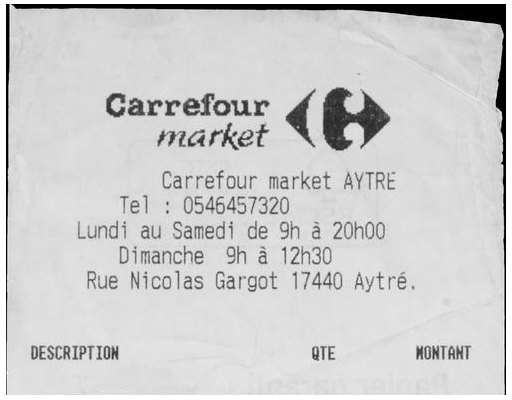 Carrefour
market
Carrefour market AYTRE
Tel : 0546457320
Lundi au Samedi de 9h à 20h00
Dimanche 9h à 12h30
Rue Nicolas Gargot 17440 Aytré.
DESCRIPTION QTE MONTANT